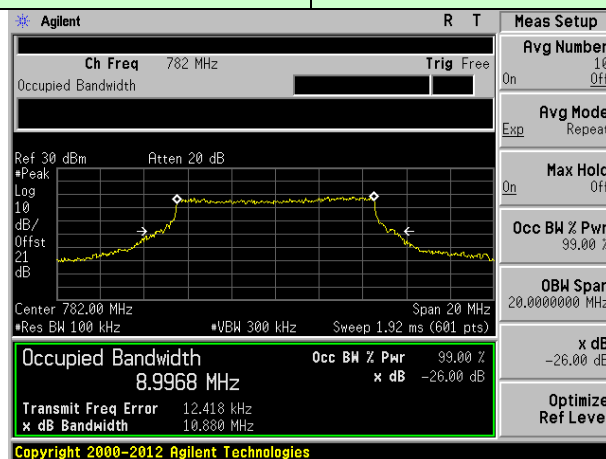 Agilent R T
Ch Freq 782 MHz Trig Free
Occupied Bandwidth
Ref 30 dBm Atten 20 dB
#Peak
Log
10
dB/
Offst
21
dB
Center 782.00 MHz Span 20 MHz
#Res BW 100 kHz #VBW 300 kHz Sweep 1.92 ms (601 pts)
Occupied Bandwidth Occ BW % Pwr 99.00 %
8.9968 MHz x dB -26.00 dB
Transmit Freq Error 12.418 kHz
x dB Bandwidth 10.880 MHz
Copyright 2000-2012 Agilent Technologies
Meas Setup
Avg Number
10
On Off
Avg Mode
Exp Repeat
Max Hold
On Off
Occ BW % Pwr
99.00 %
OBW Span
20.0000000 MHz
x dB
-26.00 dB
Optimize
Ref Level